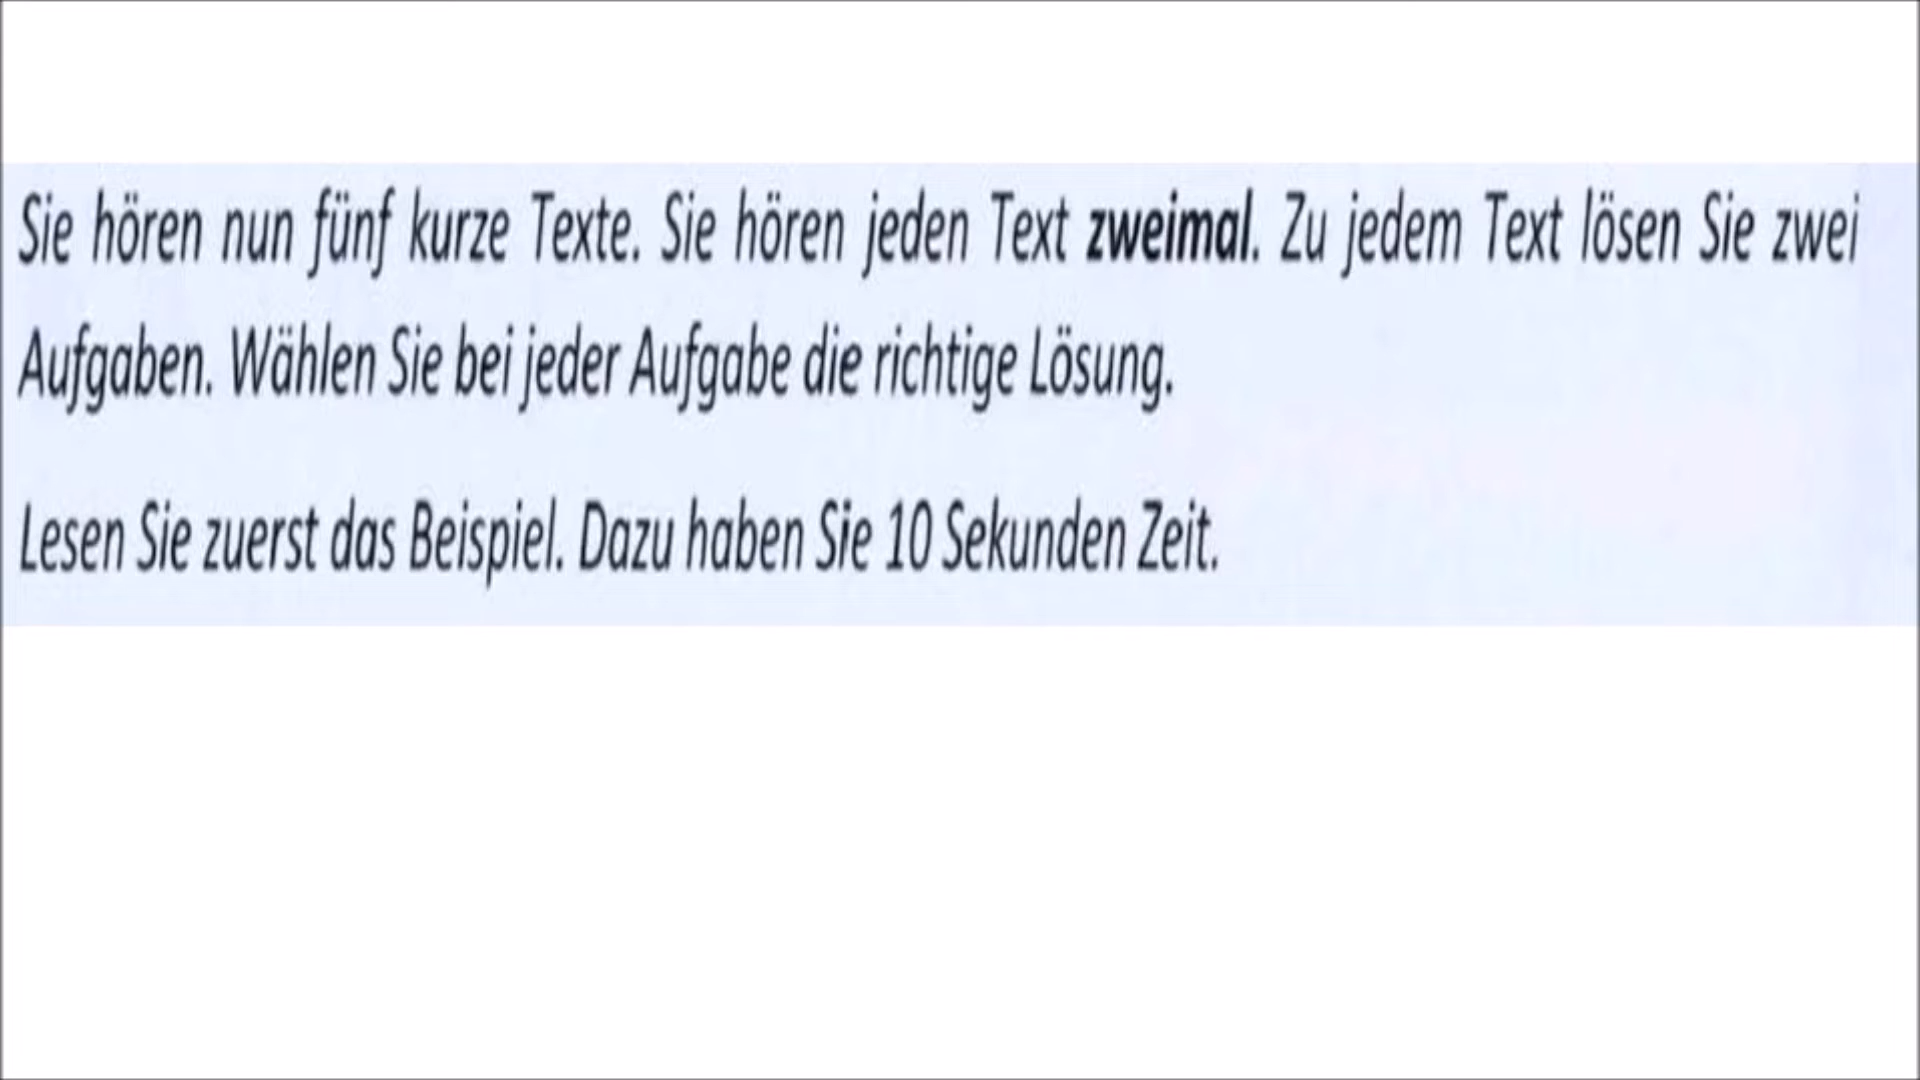 Sie hören nun fünf kurze Texte. Sie hören jeden Text zweimal. Zu jedem Text lösen Sie zwei
Aufgaben. Wählen Sie bei jeder Aufgabe die richtige Lösung.
Lesen Sie zuerst das Beispiel. Dazu haben Sie 10 Sekunden Zeit.